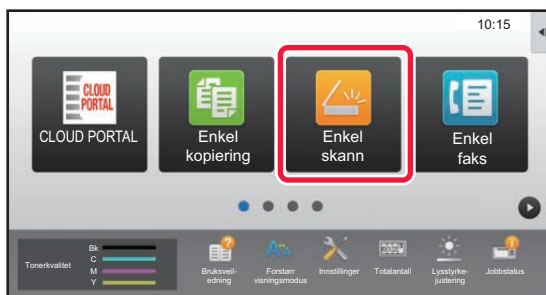 10:15
CLOUD
PORTAL
CLOUD PORTAL
Enkel
kopiering
Enkel
skann
Enkel
faks
Tonerkvalitet
Bk
C
M
Y
Bruksveil-
edning
Forstørr
visningsmodus
Innstillinger
Totalantall
Lysstyrke-
justering
Jobbstatus